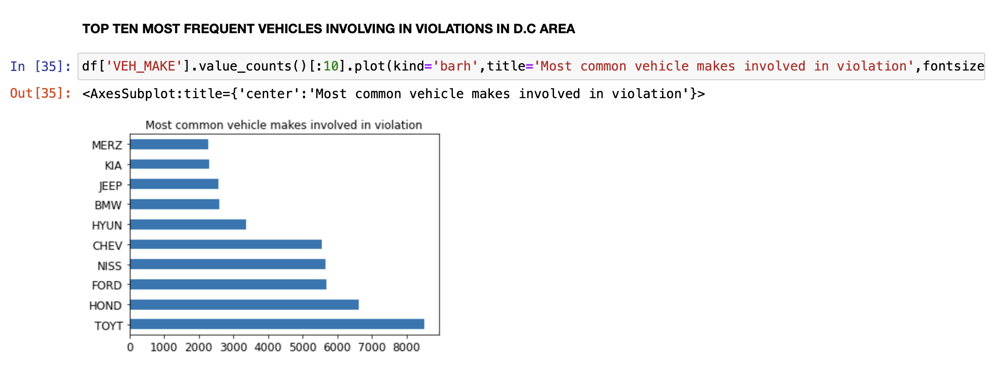 TOP TEN MOST FREQUENT VEHICLES INVOLVING IN VIOLATIONS IN D.C AREA
In [35]: df['VEH_MAKE'].value_counts()[:10].plot(kind='barh',title='Most common vehicle makes involved in violation',fontsize
Out[35]: <AxesSubplot:title={'center':'Most common vehicle makes involved in violation'}>
Most common vehicle makes involved in violation
MERZ
KIA
JEEP
BMW
HYUN
CHEV
NISS
FORD
HOND
TOYT
0 1000 2000 3000 4000 5000 6000 7000 8000